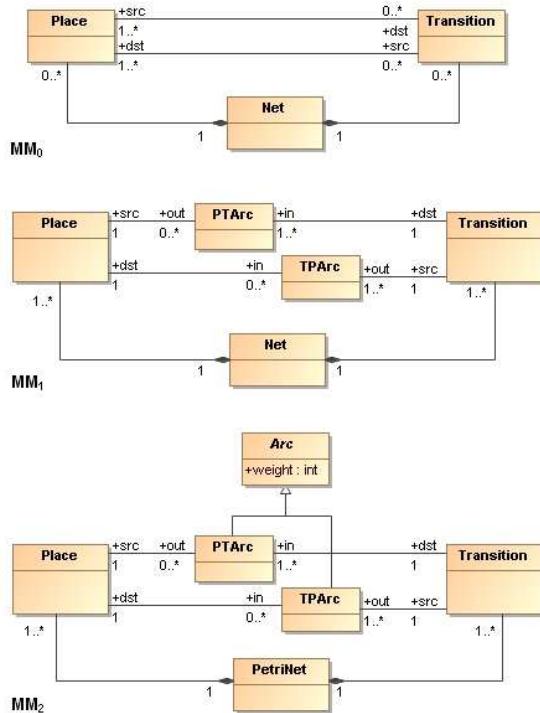 Place +src 0..* Transition
1..* +dst
+dst +src
1..* 0..*
0..* 0..*
Net
1 1
MM0
Place +src +out PTArc +in +dst Transition
1 0..* 1..* 1
+dst +in TPArc +out +src
1 0..* 1..* 1
1..* 1..*
Net
1 1
MM1
Arc
+weight : int
Place +src +out PTArc +in +dst Transition
1 0..* 1..* 1
+dst +in TPArc +out +src
1 0..* 1..* 1
1..* 1..*
PetriNet
1 1
MM2